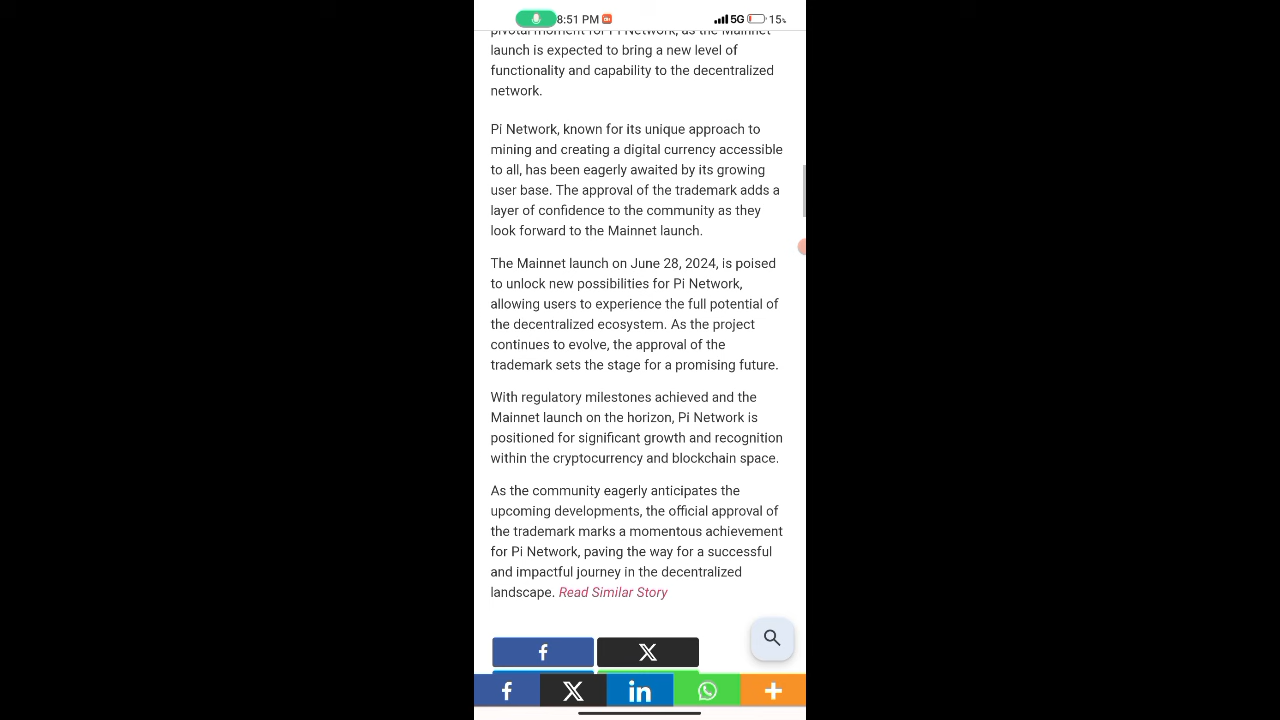 8:51 PM 5G 15%
pivotal moment for Pi Network, as the Mainnet
launch is expected to bring a new level of
functionality and capability to the decentralized
network.
Pi Network, known for its unique approach to
mining and creating a digital currency accessible
to all, has been eagerly awaited by its growing
user base. The approval of the trademark adds a
layer of confidence to the community as they
look forward to the Mainnet launch.
The Mainnet launch on June 28, 2024, is poised
to unlock new possibilities for Pi Network,
allowing users to experience the full potential of
the decentralized ecosystem. As the project
continues to evolve, the approval of the
trademark sets the stage for a promising future.
With regulatory milestones achieved and the
Mainnet launch on the horizon, Pi Network is
positioned for significant growth and recognition
within the cryptocurrency and blockchain space.
As the community eagerly anticipates the
upcoming developments, the official approval of
the trademark marks a momentous achievement
for Pi Network, paving the way for a successful
and impactful journey in the decentralized
landscape. Read Similar Story